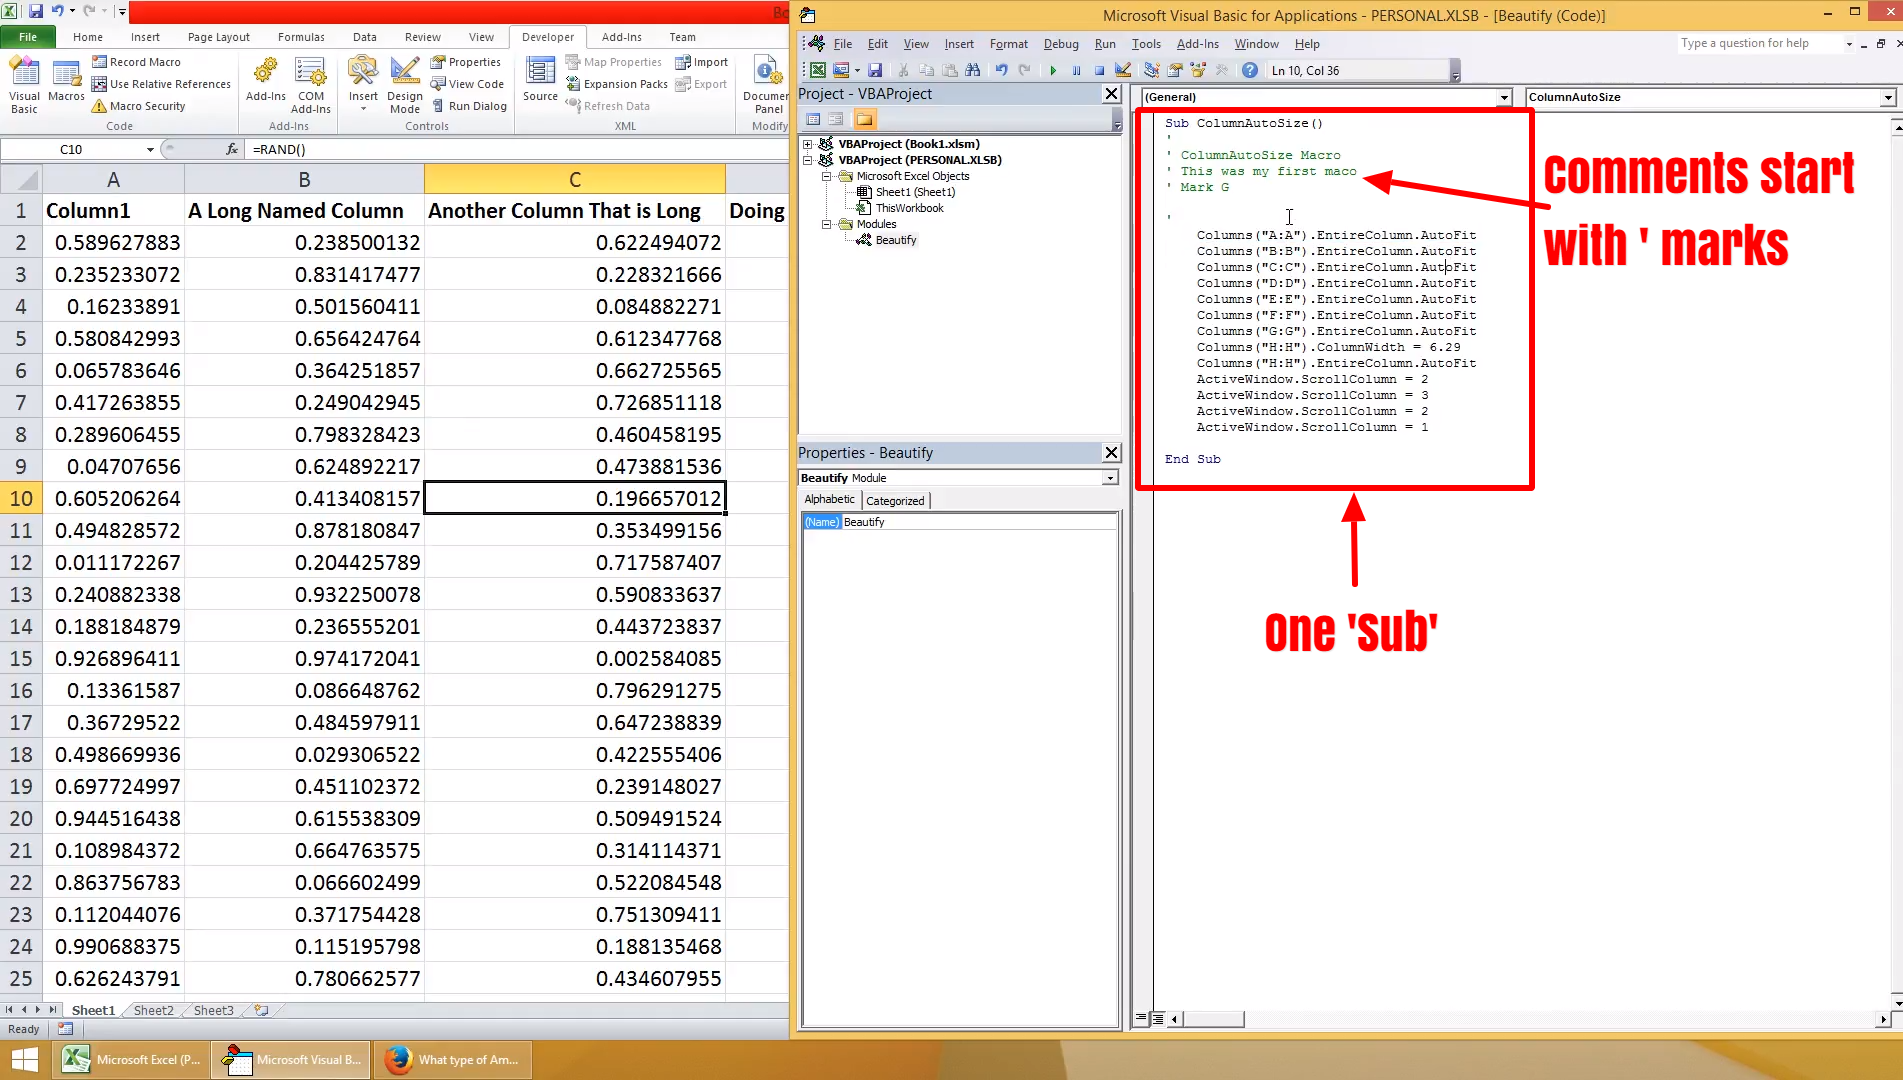 Microsoft Visual Basic for Applications - PERSONAL.XLSB - [Beautify (Code)]
File Home Insert Page Layout Formulas Data Review View Developer Add-Ins Team
Visual Basic
Macros
Record Macro
Use Relative References
Macro Security
Code
Add-Ins
COM Add-Ins
Add-Ins
Insert
Design Mode
Properties
View Code
Run Dialog
Controls
Source
Map Properties
Expansion Packs
Refresh Data
Import
Export
XML
Documen
Panel
Modify
C10 fx =RAND()
A B C
1 Column1 A Long Named Column Another Column That is Long Doing
2 0.589627883 0.238500132 0.622494072
3 0.235233072 0.831417477 0.228321666
4 0.16233891 0.501560411 0.084882271
5 0.580842993 0.656424764 0.612347768
6 0.065783646 0.364251857 0.662725565
7 0.417263855 0.249042945 0.726851118
8 0.289606455 0.798328423 0.460458195
9 0.04707656 0.624892217 0.473881536
10 0.605206264 0.413408157 0.196657012
11 0.494828572 0.878180847 0.353499156
12 0.011172267 0.204425789 0.717587407
13 0.240882338 0.932250078 0.590833637
14 0.188184879 0.236555201 0.443723837
15 0.926896411 0.974172041 0.002584085
16 0.13361587 0.086648762 0.796291275
17 0.36729522 0.484597911 0.647238839
18 0.498669936 0.029306522 0.422555406
19 0.697724997 0.451102372 0.239148027
20 0.944516438 0.615538309 0.509491524
21 0.108984372 0.664763575 0.314114371
22 0.863756783 0.066602499 0.522084548
23 0.112044076 0.371754428 0.751309411
24 0.990688375 0.115195798 0.188135468
25 0.626243791 0.780662577 0.434607955
Sheet1 Sheet2 Sheet3
Ready
File Edit View Insert Format Debug Run Tools Add-Ins Window Help
Type a question for help
Ln 10, Col 36
Project - VBAProject
VBAProject (Book1.xlsm)
VBAProject (PERSONAL.XLSB)
Microsoft Excel Objects
Sheet1 (Sheet1)
ThisWorkbook
Modules
Beautify
Properties - Beautify
Beautify Module
Alphabetic Categorized
(Name) Beautify
(General) ColumnAutoSize
Sub ColumnAutoSize()
'
' ColumnAutoSize Macro
' This was my first maco
' Mark G
'
Columns("A:A").EntireColumn.AutoFit
Columns("B:B").EntireColumn.AutoFit
Columns("C:C").EntireColumn.AutoFit
Columns("D:D").EntireColumn.AutoFit
Columns("E:E").EntireColumn.AutoFit
Columns("F:F").EntireColumn.AutoFit
Columns("G:G").EntireColumn.AutoFit
Columns("H:H").ColumnWidth = 6.29
Columns("H:H").EntireColumn.AutoFit
ActiveWindow.ScrollColumn = 2
ActiveWindow.ScrollColumn = 3
ActiveWindow.ScrollColumn = 2
ActiveWindow.ScrollColumn = 1
End Sub
Comments start
with ' marks
One 'Sub'
Microsoft Excel (P...
Microsoft Visual B...
What type of Am...